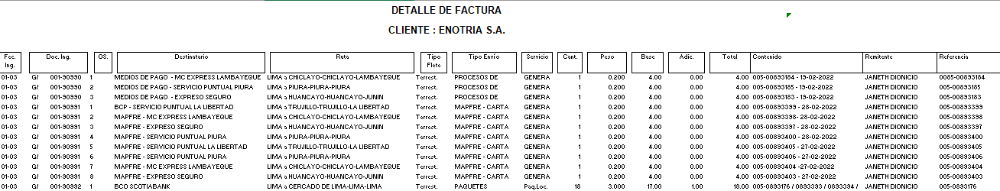 DETALLE DE FACTURA
CLIENTE : ENOTRIA S.A.
Fec. Ing. Doc. Ing. OS. Destinatario Ruta Tipo Flete Tipo Envío Servicio Cant. Peso Base Adic. Total Contenido Remitente Referencia
01-03 G/ 001-90990 1 MEDIOS DE PAGO - MC EXPRESS LAMBAYEQUE LIMA a CHICLAYO-CHICLAYO-LAMBAYEQUE Terrest. PROCESOS DE GENERA 1 0.200 4.00 0.00 4.00 005-00893184 - 19-02-2022 JANETH DIONICIO 0085-00893184
01-03 G/ 001-90990 2 MEDIOS DE PAGO - SERVICIO PUNTUAL PIURA LIMA a PIURA-PIURA-PIURA Terrest. PROCESOS DE GENERA 1 0.200 4.00 0.00 4.00 005-00893185 - 19-02-2022 JANETH DIONICIO 005-00893185
01-03 G/ 001-90990 3 MEDIOS DE PAGO - EXPRESO SEGURO LIMA a HUANCAYO-HUANCAYO-JUNIN Terrest. PROCESOS DE GENERA 1 0.200 4.00 0.00 4.00 005-00893183 - 19-02-2022 JANETH DIONICIO 005-00893183
01-03 G/ 001-90991 1 BCP - SERVICIO PUNTUAL LA LIBERTAD LIMA a TRUJILLO-TRUJILLO-LA LIBERTAD Terrest. MAPFRE - CARTA GENERA 1 0.200 4.00 0.00 4.00 005-00893399 - 28-02-2022 JANETH DIONICIO 005-00893399
01-03 G/ 001-90991 2 MAPFRE - MC EXPRESS LAMBAYEQUE LIMA a CHICLAYO-CHICLAYO-LAMBAYEQUE Terrest. MAPFRE - CARTA GENERA 1 0.200 4.00 0.00 4.00 005-00893398- 28-02-2022 JANETH DIONICIO 005-00893398
01-03 G/ 001-90991 3 MAPFRE - EXPRESO SEGURO LIMA a HUANCAYO-HUANCAYO-JUNIN Terrest. MAPFRE - CARTA GENERA 1 0.200 4.00 0.00 4.00 005-00893397 - 28-02-2022 JANETH DIONICIO 005-00893397
01-03 G/ 001-90991 4 MAPFRE - SERVICIO PUNTUAL PIURA LIMA a PIURA-PIURA-PIURA Terrest. MAPFRE - CARTA GENERA 1 0.200 4.00 0.00 4.00 005-00893400 - 28-02-2022 JANETH DIONICIO 005-00893400
01-03 G/ 001-90991 5 MAPFRE - SERVICIO PUNTUAL LA LIBERTAD LIMA a TRUJILLO-TRUJILLO-LA LIBERTAD Terrest. MAPFRE - CARTA GENERA 1 0.200 4.00 0.00 4.00 005-00893405 - 27-02-2022 JANETH DIONICIO 005-00893405
01-03 G/ 001-90991 6 MAPFRE - SERVICIO PUNTUAL PIURA LIMA a PIURA-PIURA-PIURA Terrest. MAPFRE - CARTA GENERA 1 0.200 4.00 0.00 4.00 005-00893406 - 27-02-2022 JANETH DIONICIO 005-00893406
01-03 G/ 001-90991 7 MAPFRE - MC EXPRESS LAMBAYEQUE LIMA a CHICLAYO-CHICLAYO-LAMBAYEQUE Terrest. MAPFRE - CARTA GENERA 1 0.200 4.00 0.00 4.00 005-00893404 -27-02-2022 JANETH DIONICIO 005-00893404
01-03 G/ 001-90991 8 MAPFRE - EXPRESO SEGURO LIMA a HUANCAYO-HUANCAYO-JUNIN Terrest. MAPFRE - CARTA GENERA 1 0.200 4.00 0.00 4.00 005-00893403 - 27-02-2022 JANETH DIONICIO 005-00893403
01-03 G/ 001-90992 1 BCO SCOTIABANK LIMA a CERCADO DE LIMA-LIMA-LIMA Terrest. PAQUETES Paq.Loc. 18 3.000 17.00 1.00 18.00 005-0893176 / 0893393 / 0893394 / JANETH DIONICIO 005-0893176